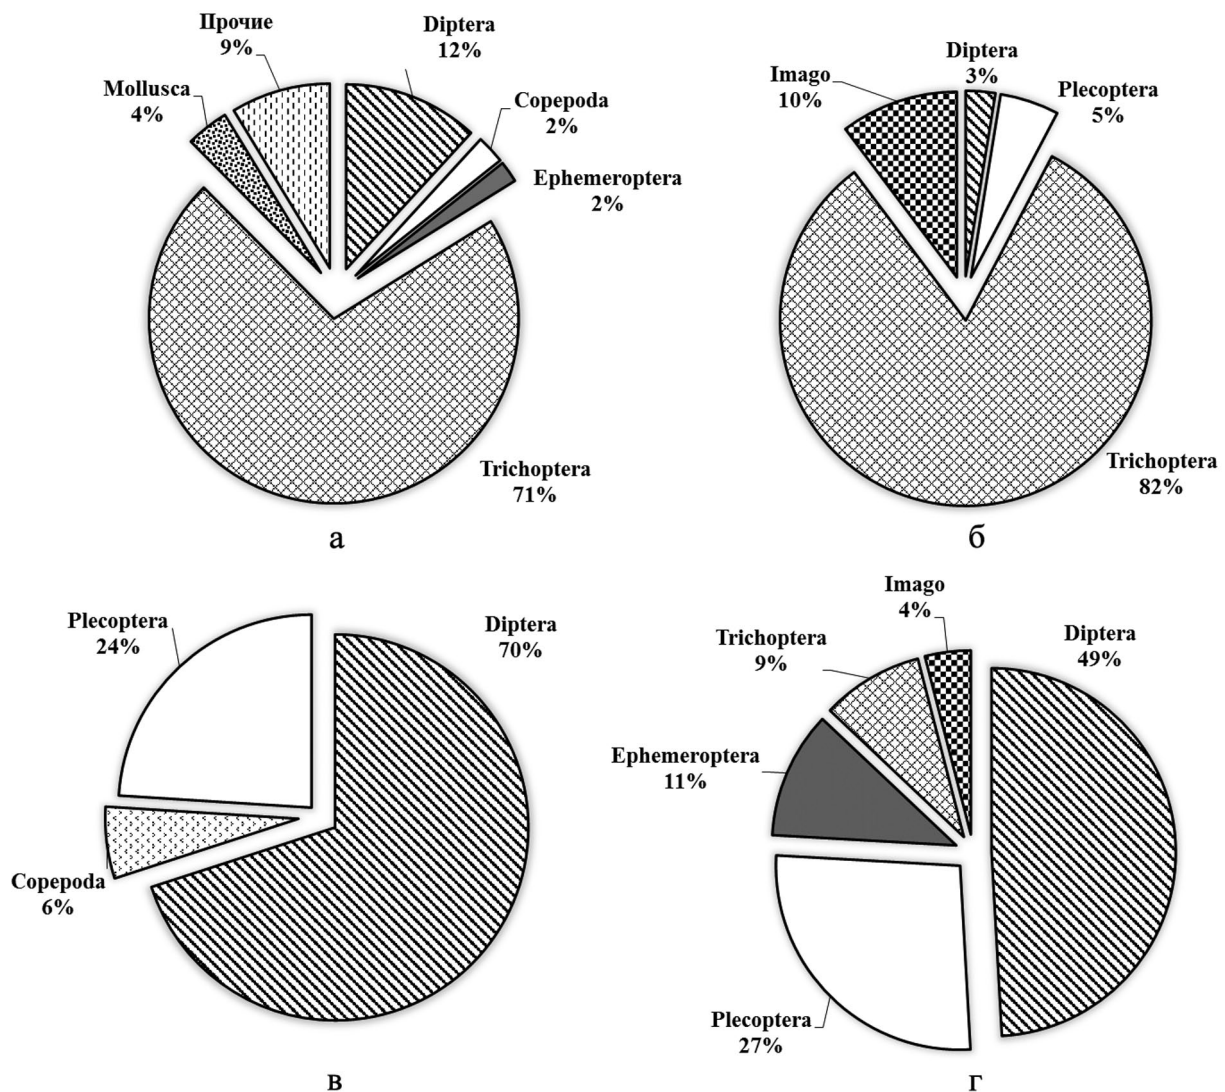 Прочие
9%
Diptera
12%
Mollusca
4%
Copepoda
2%
Ephemeroptera
2%
Trichoptera
71%
а
Imago
10%
Diptera
3%
Plecoptera
5%
Trichoptera
82%
б
Plecoptera
24%
Diptera
70%
Copepoda
6%
в
Imago
4%
Trichoptera
9%
Diptera
49%
Ephemeroptera
11%
Plecoptera
27%
г